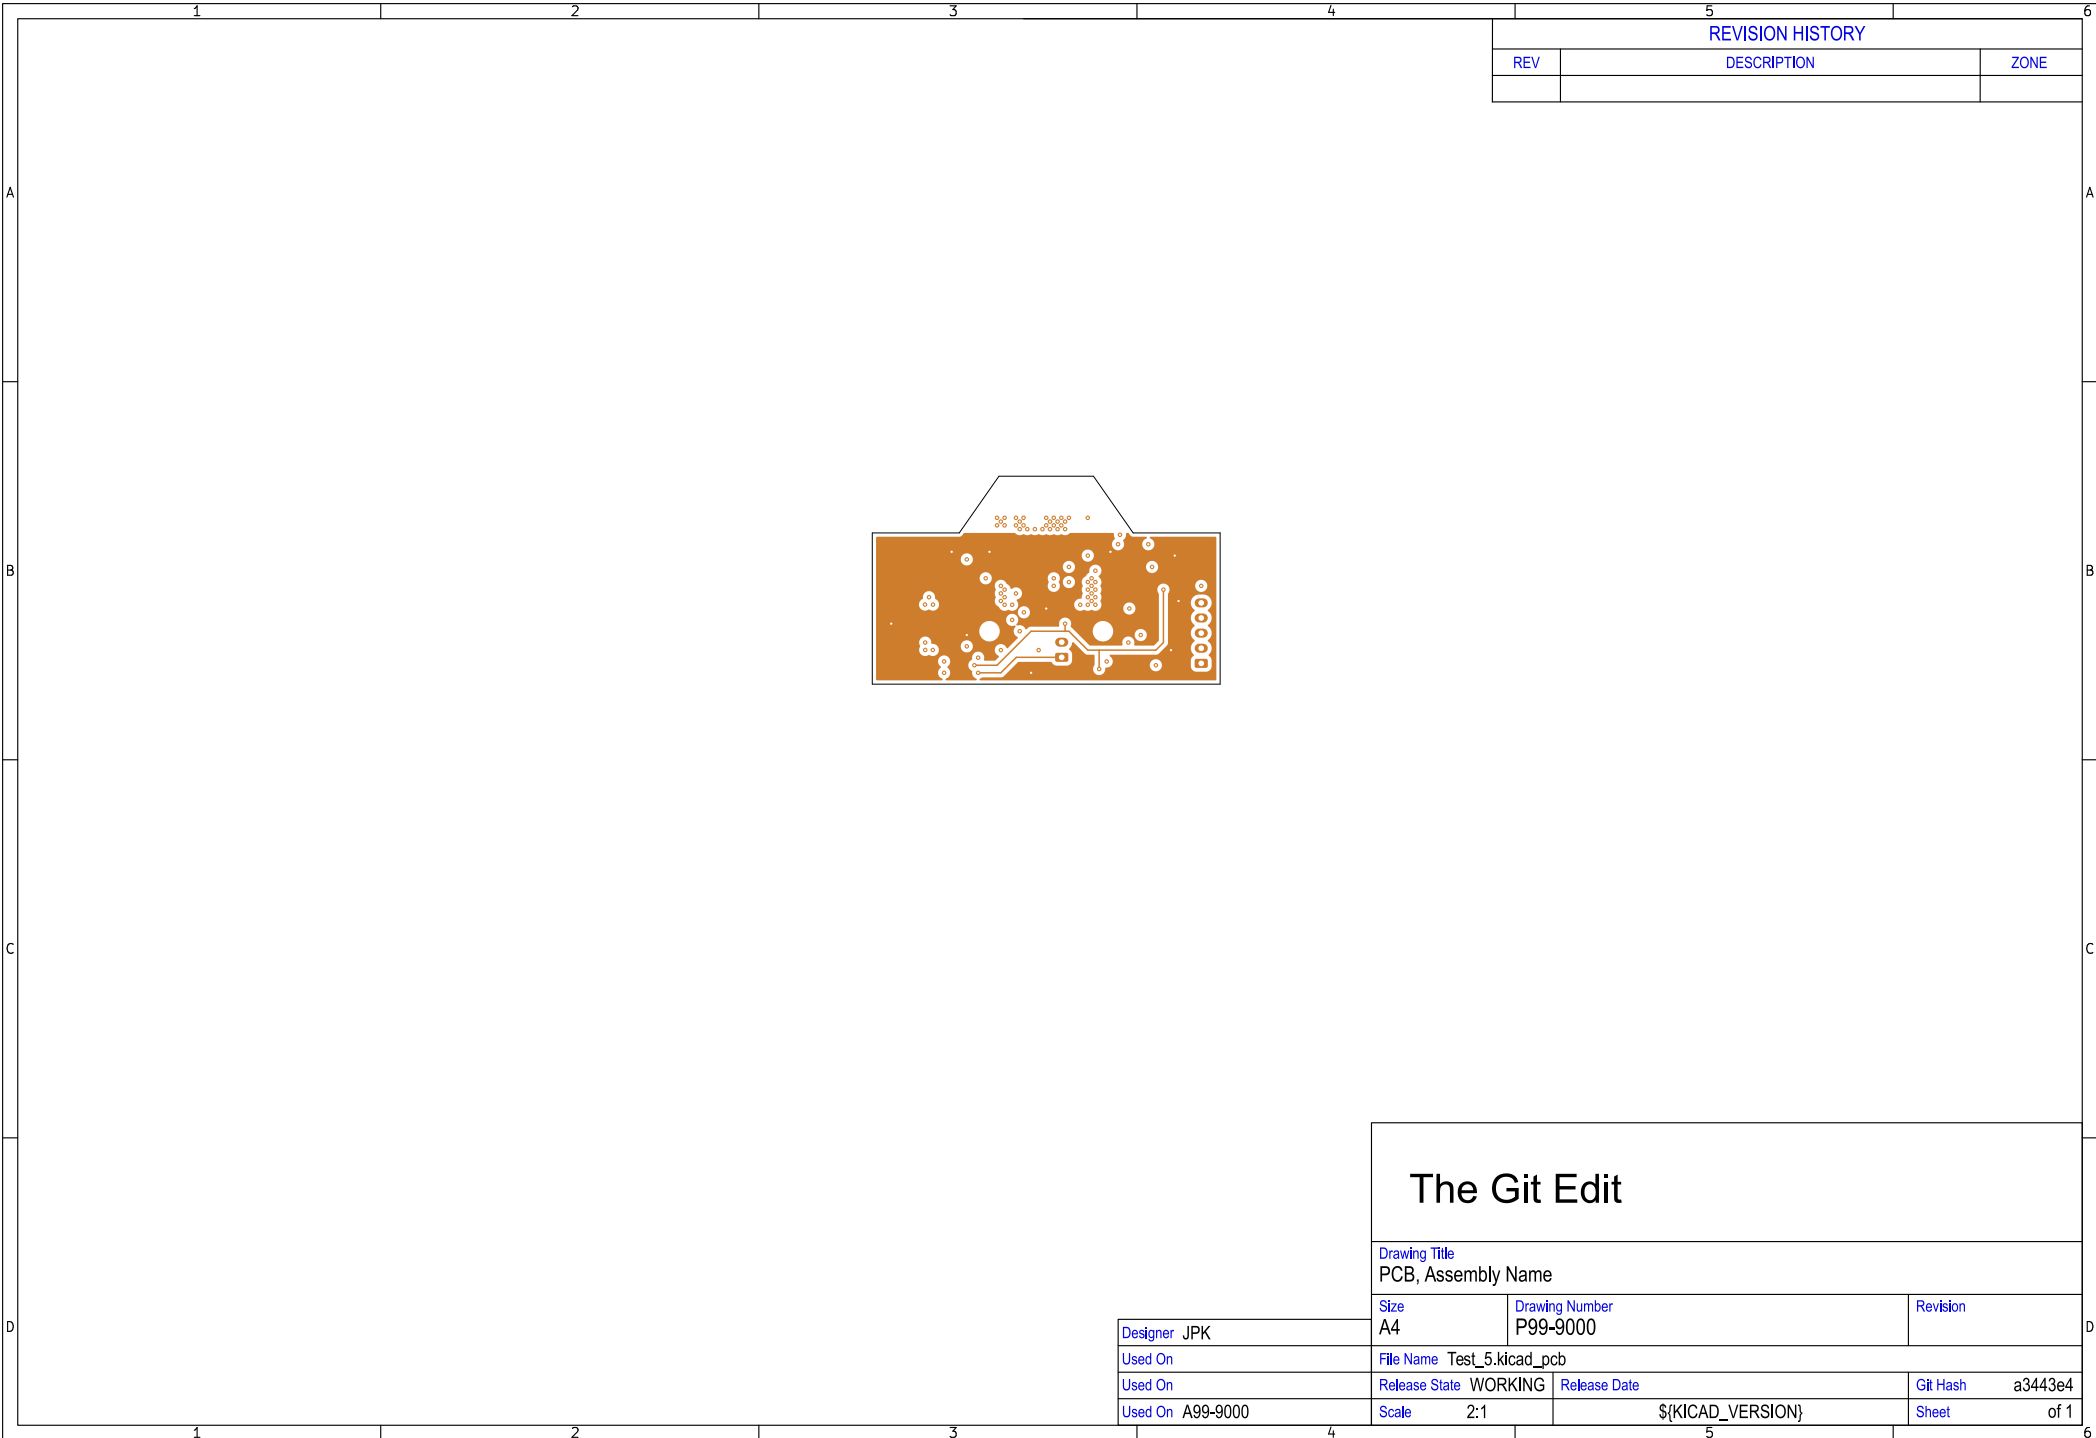 1 2 3 4 5 6
REVISION HISTORY
REV DESCRIPTION ZONE
A A
B B
C C
The Git Edit
Drawing Title
PCB, Assembly Name
Size Drawing Number Revision
A4 P99-9000
D D
Designer JPK
Used On File Name Test_5.kicad_pcb
Used On Release State WORKING Release Date Git Hash a3443e4
Used On A99-9000 Scale 2:1 ${KICAD_VERSION} Sheet of 1
1 2 3 4 5 6